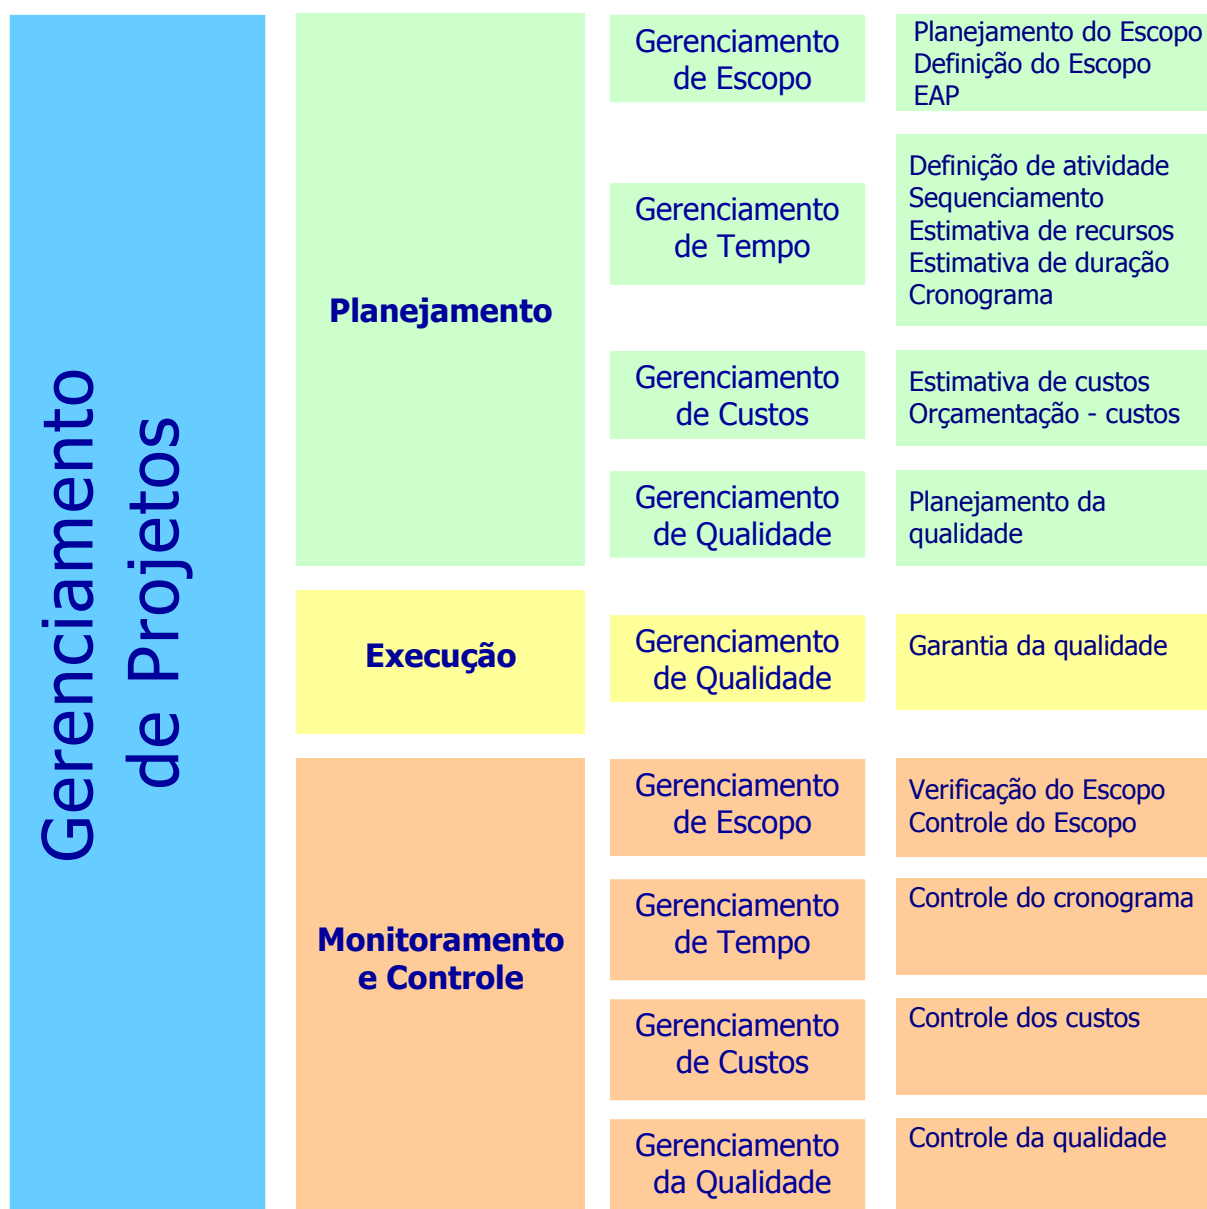 Gerenciamento
de Projetos
Planejamento
Gerenciamento
de Escopo
Planejamento do Escopo
Definição do Escopo
EAP
Gerenciamento
de Tempo
Definição de atividade
Sequenciamento
Estimativa de recursos
Estimativa de duração
Cronograma
Gerenciamento
de Custos
Estimativa de custos
Orçamentação - custos
Gerenciamento
de Qualidade
Planejamento da
qualidade
Execução
Gerenciamento
de Qualidade
Garantia da qualidade
Monitoramento
e Controle
Gerenciamento
de Escopo
Verificação do Escopo
Controle do Escopo
Gerenciamento
de Tempo
Controle do cronograma
Gerenciamento
de Custos
Controle dos custos
Gerenciamento
da Qualidade
Controle da qualidade